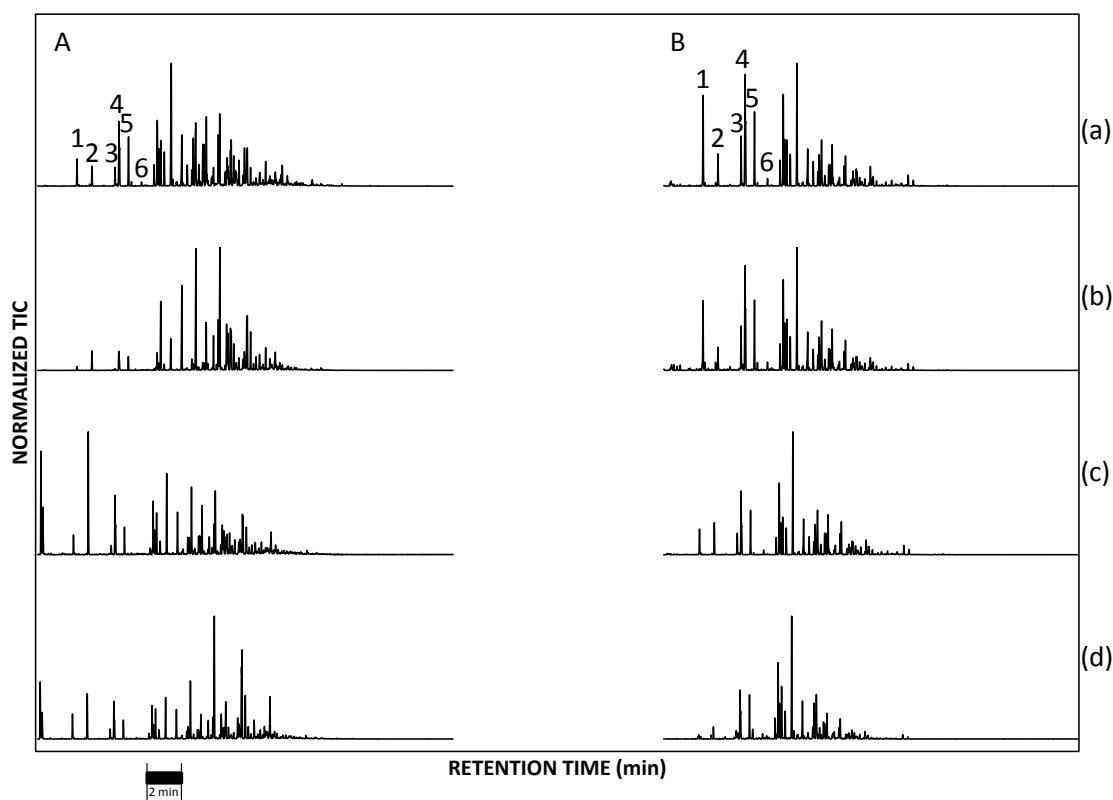 A
B
1
2
3
4
5
6
1
2
3
4
5
6
(a)
(b)
(c)
(d)
NORMALIZED TIC
RETENTION TIME (min)
2 min